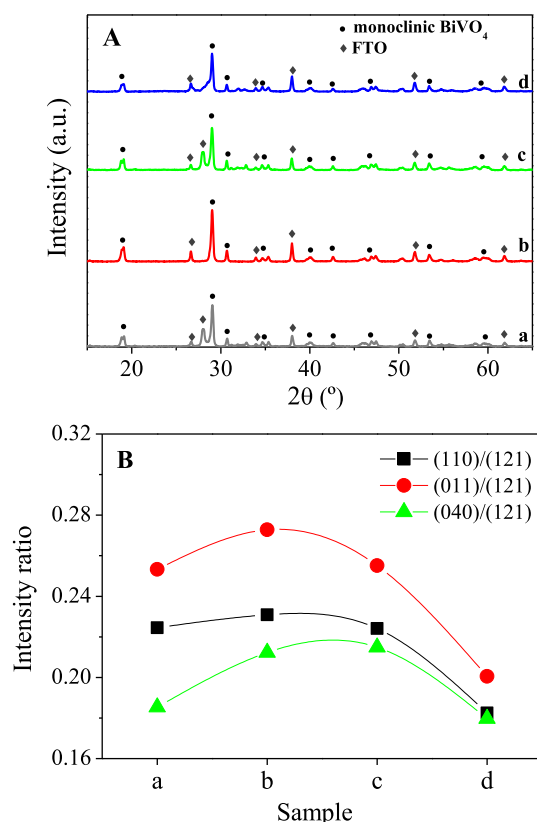 A
monoclinic BiVO₄
FTO
d
c
b
a
Intensity (a.u.)
20 30 40 50 60
2θ (º)
B
(110)/(121)
(011)/(121)
(040)/(121)
0.32
0.28
0.24
0.20
0.16
Intensity ratio
a b c d
Sample